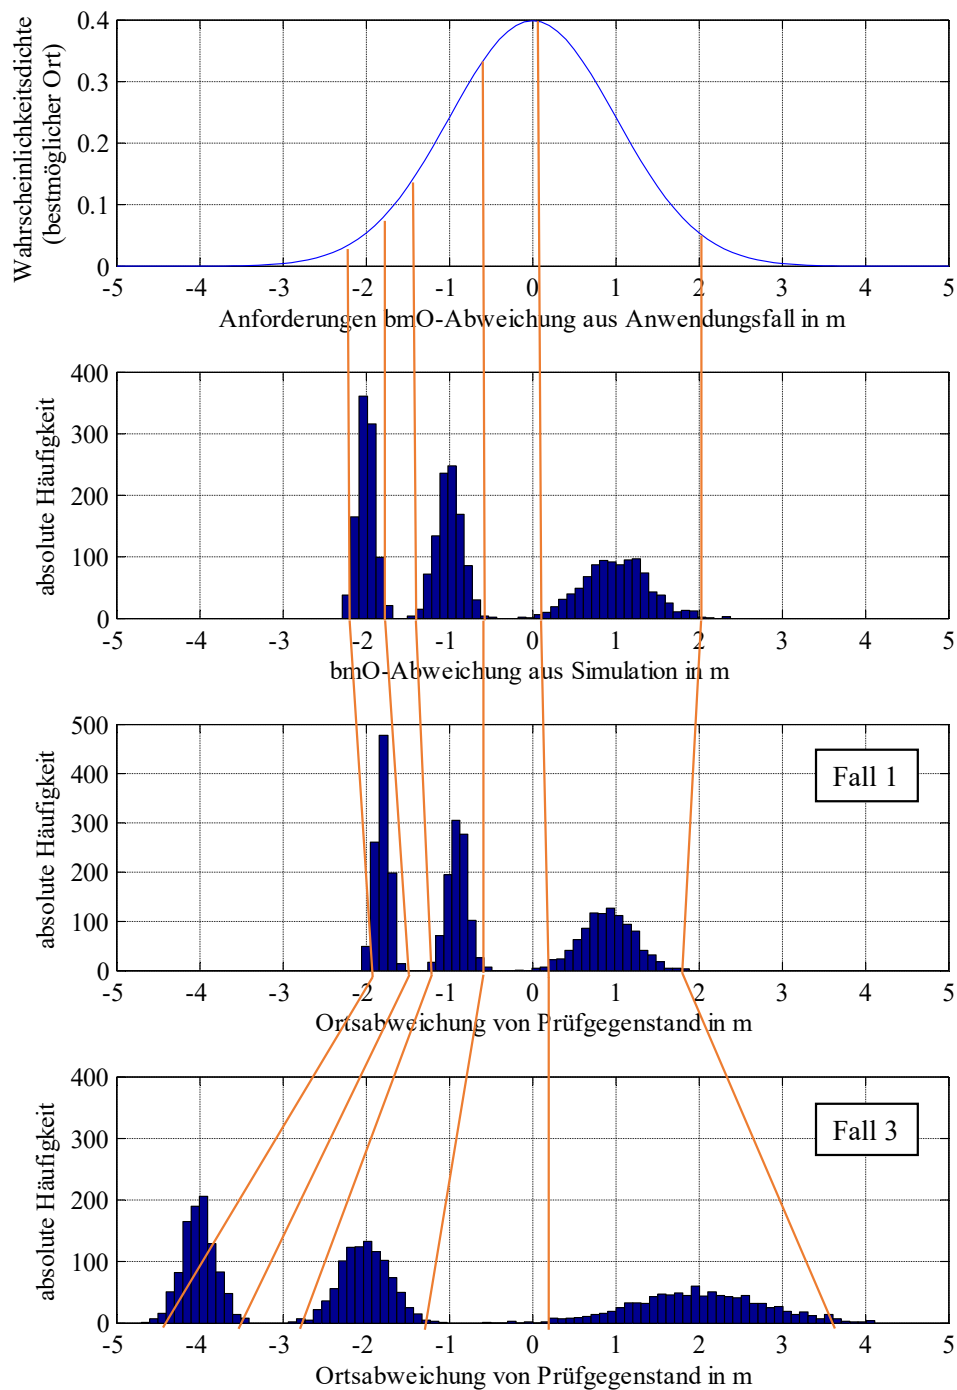 Wahrscheinlichkeitsdichte
(bestmöglicher Ort)
0.4
0.3
0.2
0.1
0
-5 -4 -3 -2 -1 0 1 2 3 4 5
Anforderungen bmO-Abweichung aus Anwendungsfall in m
absolute Häufigkeit
400
300
200
100
0
-5 -4 -3 -2 -1 0 1 2 3 4 5
bmO-Abweichung aus Simulation in m
absolute Häufigkeit
500
400
300
200
100
0
Fall 1
-5 -4 -3 -2 -1 0 1 2 3 4 5
Ortsabweichung von Prüfgegenstand in m
absolute Häufigkeit
400
300
200
100
0
Fall 3
-5 -4 -3 -2 -1 0 1 2 3 4 5
Ortsabweichung von Prüfgegenstand in m